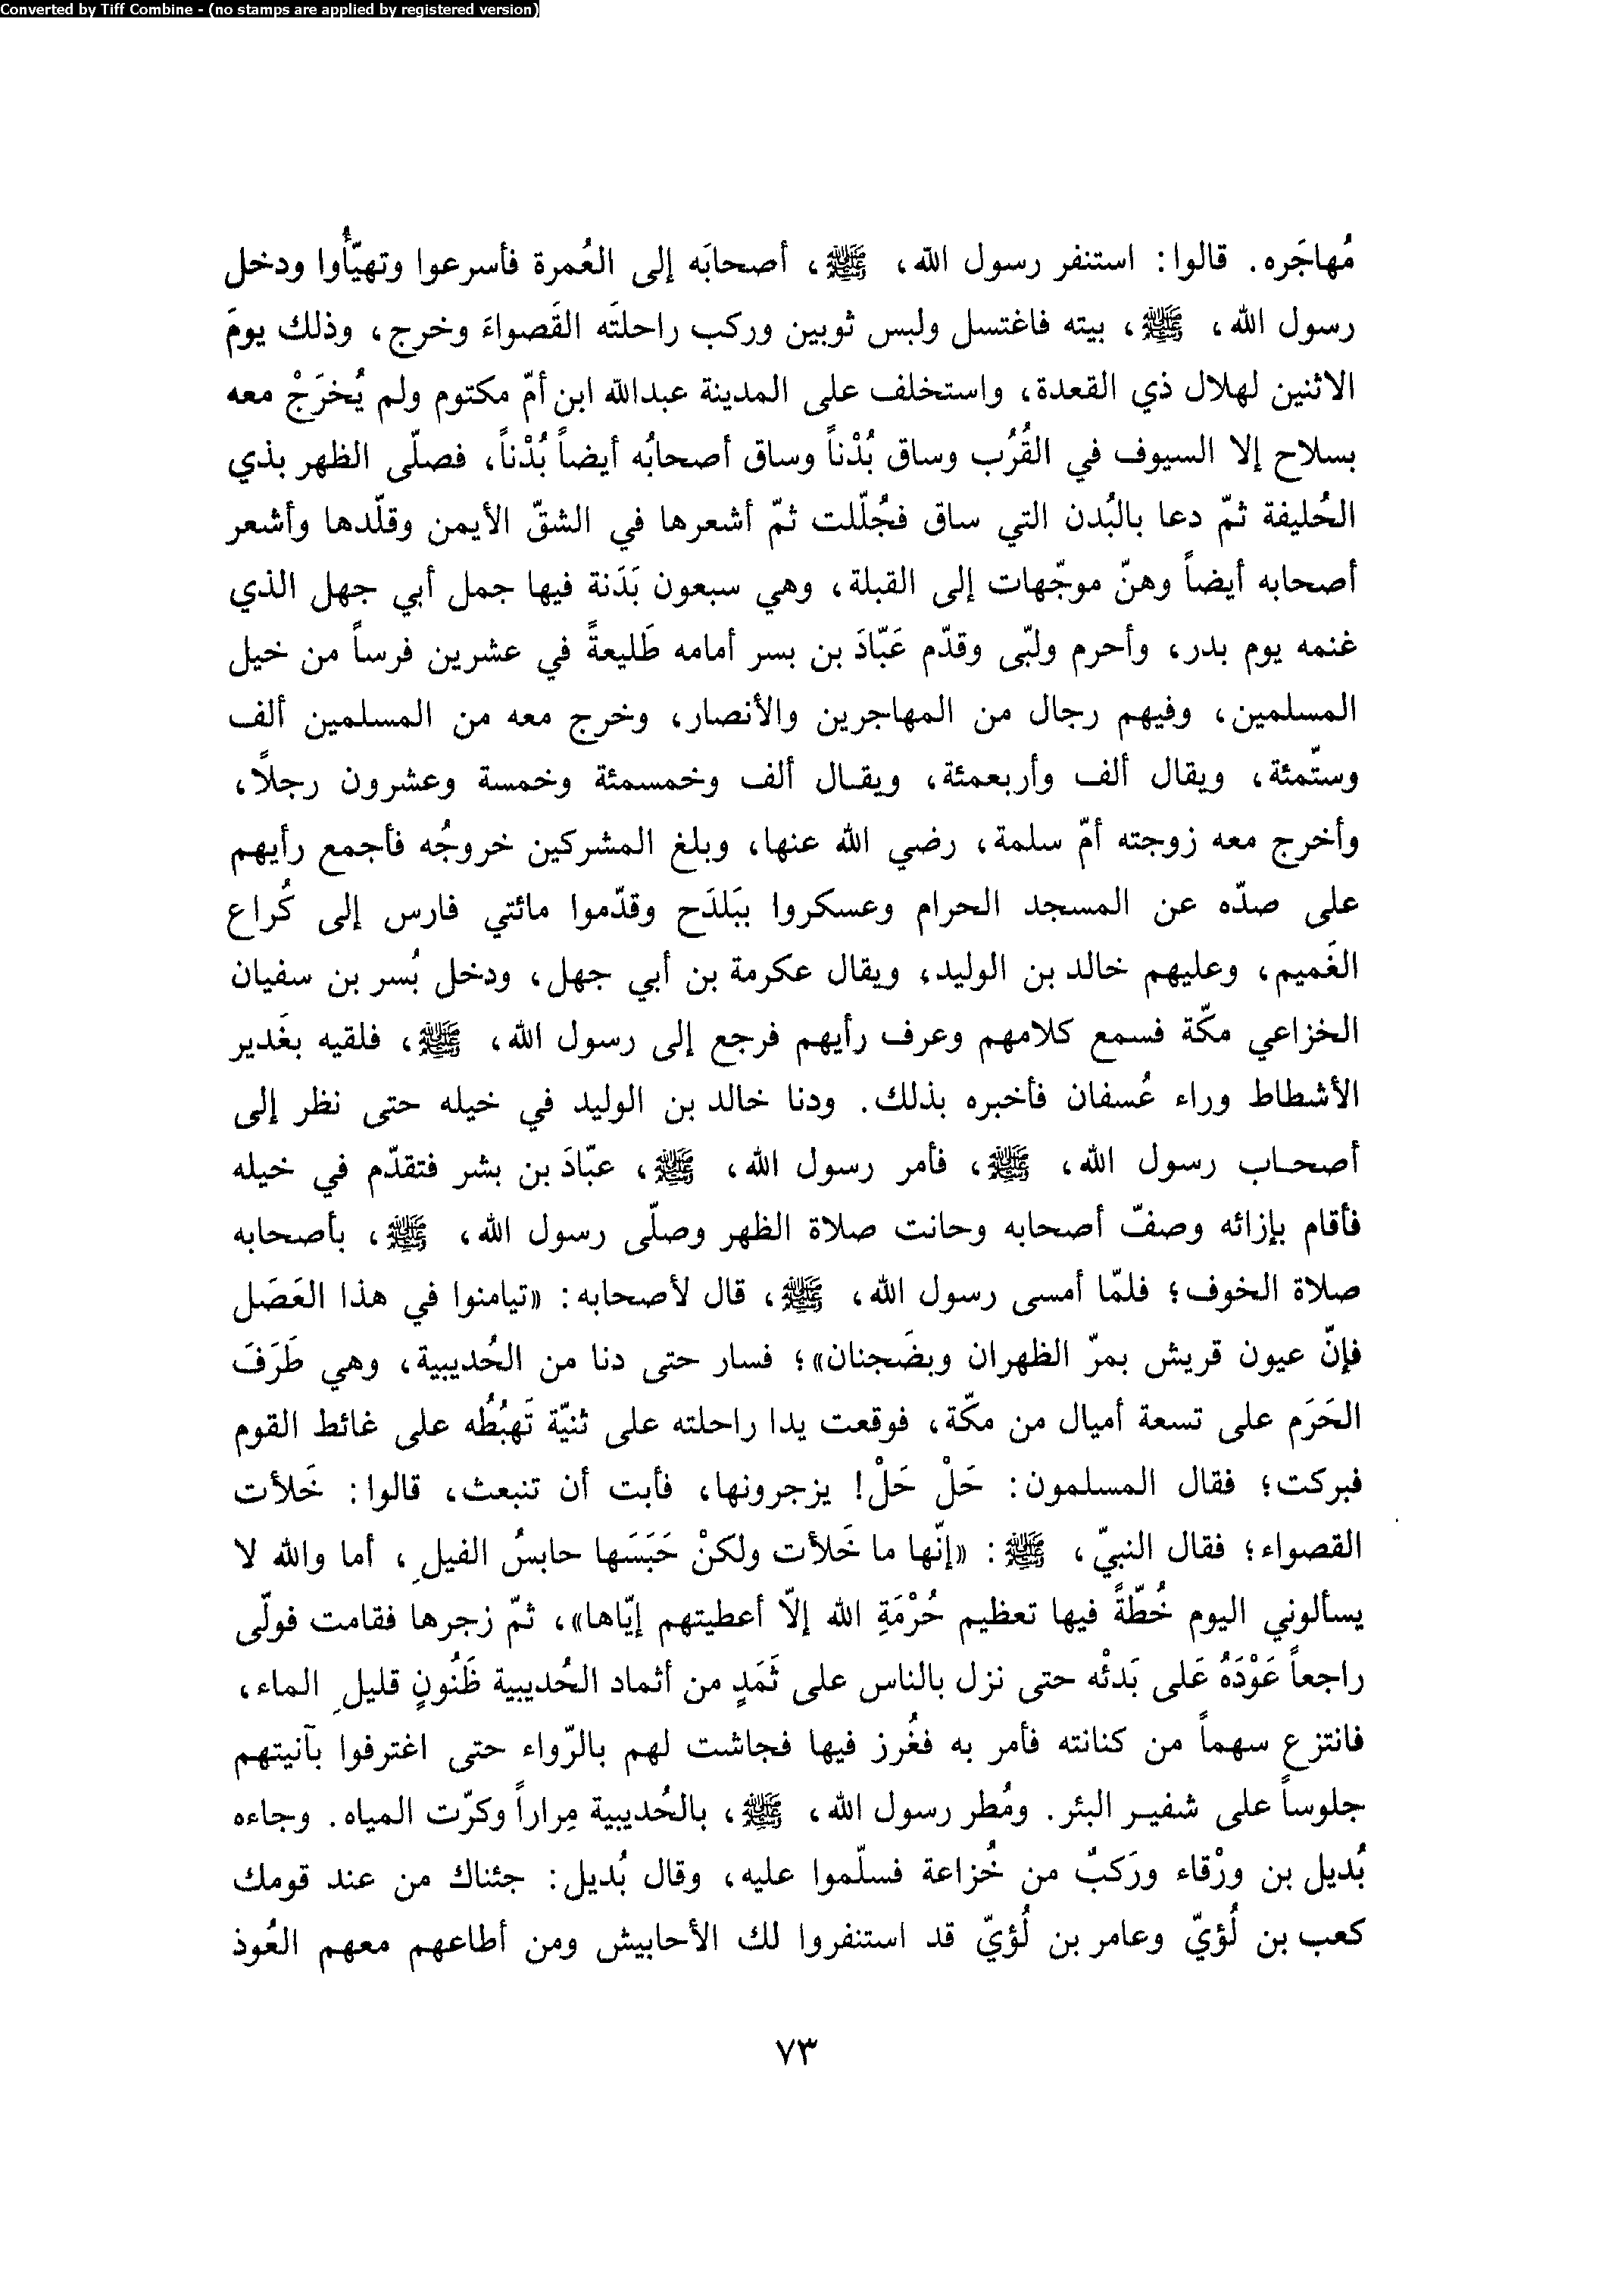 Converted by Tiff Combine - (no stamps are applied by registered version)
مُهاجَره. قالوا: استنفر رسول الله، ﷺ، أصحابَه إلى العُمرة فأسرعوا وتهيّأُوا ودخل
رسول الله، ﷺ، بيته فاغتسل ولبس ثوبين وركب راحلتَه القَصواءَ وخرج، وذلك يومَ
الاثنين لهلال ذي القعدة، واستخلف على المدينة عبدالله ابن أمّ مكتوم ولم يُخرَجْ معه
بسلاح إلا السيوف في القُرُب وساق بُدْناً وساق أصحابُه أيضاً بُدْناً، فصلّى الظهر بذي
الحُليفة ثمّ دعا بالبُدن التي ساق فجُلّلت ثمّ أشعرها في الشقّ الأيمن وقلّدها وأشعر
أصحابه أيضاً وهنّ موجّهات إلى القبلة، وهي سبعون بَدَنة فيها جمل أبي جهل الذي
غنمه يوم بدر، وأحرم ولبّى وقدّم عَبّادَ بن بسر أمامه طَليعةً في عشرين فرساً من خيل
المسلمين، وفيهم رجال من المهاجرين والأنصار، وخرج معه من المسلمين ألف
وستّمئة، ويقال ألف وأربعمئة، ويقـال ألف وخمسمئة وخمسة وعشرون رجلاً،
وأخرج معه زوجته أمّ سلمة، رضي الله عنها، وبلغ المشركين خروجُه فأجمع رأيهم
على صدّه عن المسجد الحرام وعسكروا ببَلدَح وقدّموا مائتي فارس إلى كُراع
الغَميم، وعليهم خالد بن الوليد، ويقال عكرمة بن أبي جهل، ودخل بُسر بن سفيان
الخزاعي مكّة فسمع كلامهم وعرف رأيهم فرجع إلى رسول الله، ﷺ، فلقيه بغَدير
الأشطاط وراء عُسفان فأخبره بذلك. ودنا خالد بن الوليد في خيله حتى نظر إلى
أصحـاب رسول الله، ﷺ، فأمر رسول الله، ﷺ، عبّادَ بن بشر فتقدّم في خيله
فأقام بإزائه وصفّ أصحابه وحانت صلاة الظهر وصلّى رسول الله، ﷺ، بأصحابه
صلاة الخوف؛ فلمّا أمسى رسول الله، ﷺ، قال لأصحابه: «تيامنوا في هذا العَصَل
فإنّ عيون قريش بمرّ الظهران وبضَجنان»؛ فسار حتى دنا من الحُديبية، وهي طَرَفَ
الحَرَم على تسعة أميال من مكّة، فوقعت يدا راحلته على ثنيّة تَهبُطُه على غائط القوم
فبركت؛ فقال المسلمون: حَلْ حَلْ! يزجرونها، فأبت أن تنبعث، قالوا: خَلأت
القصواء؛ فقال النبيّ، ﷺ: «إنّها ما خَلأت ولكنْ حَبَسَها حابسُ الفيلِ، أما والله لا
يسألوني اليوم خُطّةً فيها تعظيم حُرْمَةِ الله إلاّ أعطيتهم إيّاها»، ثمّ زجرها فقامت فولّى
راجعاً عَوْدَهُ عَلى بَدئْه حتى نزل بالناس على ثَمَدٍ من أثماد الحُديبية ظَنُونٍ قليلِ الماء،
فانتزع سهماً من كنانته فأمر به فغُرز فيها فجاشت لهم بالرّواء حتى اغترفوا بآنيتهم
جلوساً على شفيـر البئر. ومُطر رسول الله، ﷺ، بالحُديبية مِراراً وكرّت المياه. وجاءه
بُديل بن ورْقاء ورَكبٌ من خُزاعة فسلّموا عليه، وقال بُديل: جئناك من عند قومك
كعب بن لُؤيّ وعامر بن لُؤيّ قد استنفروا لك الأحابيش ومن أطاعهم معهم العُوذ
٧٣